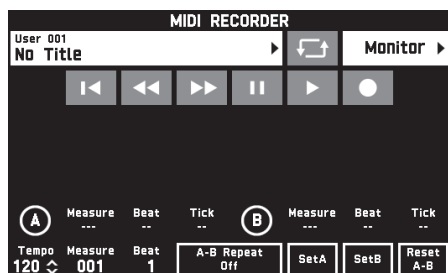 MIDI RECORDER
User 001
No Title
Monitor
A Measure Beat Tick B Measure Beat Tick
--- -- -- --- -- --
Tempo Measure Beat A-B Repeat SetA SetB Reset
120 001 1 Off A-B